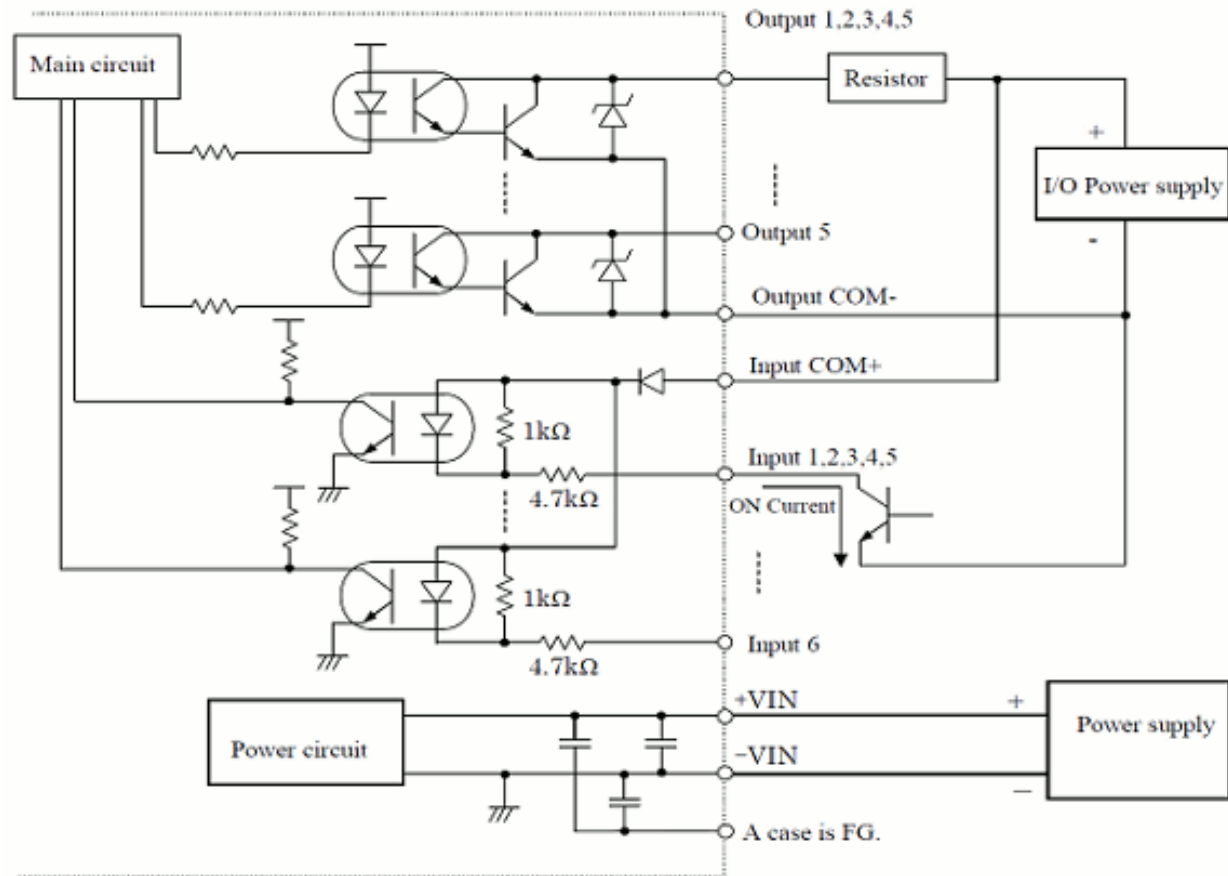 Output 1,2,3,4,5
Main circuit
Resistor
+
I/O Power supply
-
Output 5
Output COM-
Input COM+
1kΩ
Input 1,2,3,4,5
4.7kΩ
ON Current
1kΩ
Input 6
4.7kΩ
+VIN
+
Power supply
Power circuit
−VIN
−
A case is FG.